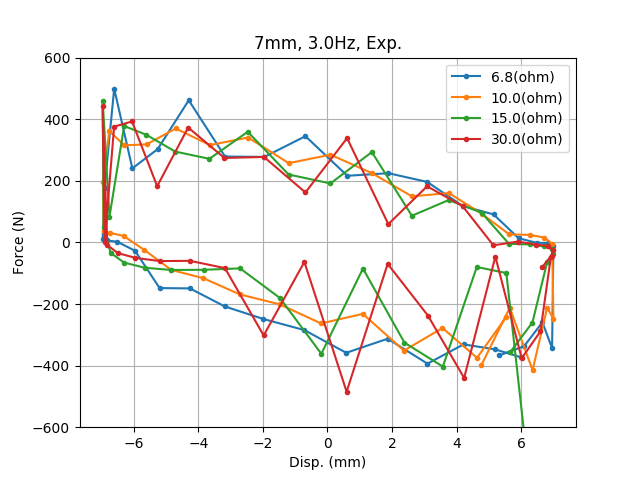 7mm, 3.0Hz, Exp.
600
400
200
0
−200
−400
−600
Force (N)
6.8(ohm)
10.0(ohm)
15.0(ohm)
30.0(ohm)
−6 −4 −2 0 2 4 6
Disp. (mm)